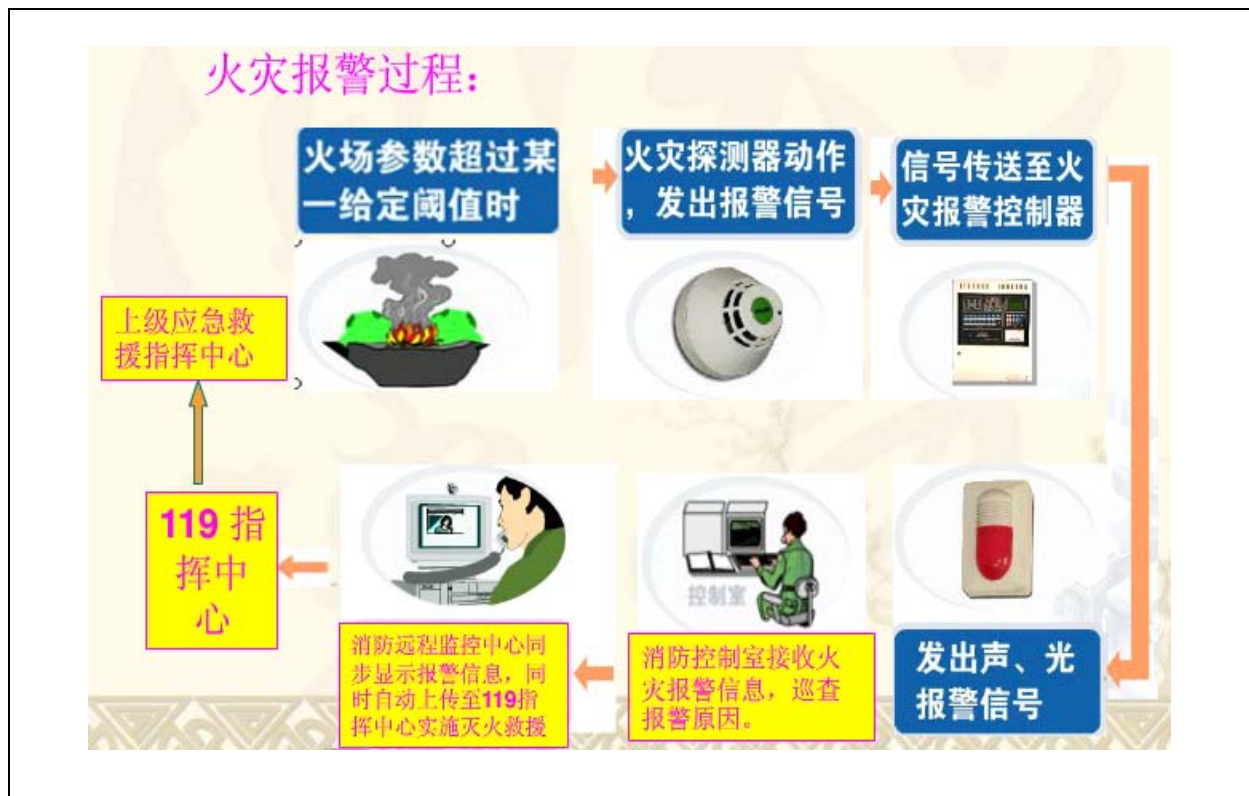 火灾报警过程：
火场参数超过某
一给定阈值时
火灾探测器动作
，发出报警信号
信号传送至火
灾报警控制器
发出声、光
报警信号
控制室
消防控制室接收火
灾报警信息，巡查
报警原因。
消防远程监控中心同
步显示报警信息，同
时自动上传至119指
挥中心实施灭火救援
119 指
挥中
心
上级应急救
援指挥中心